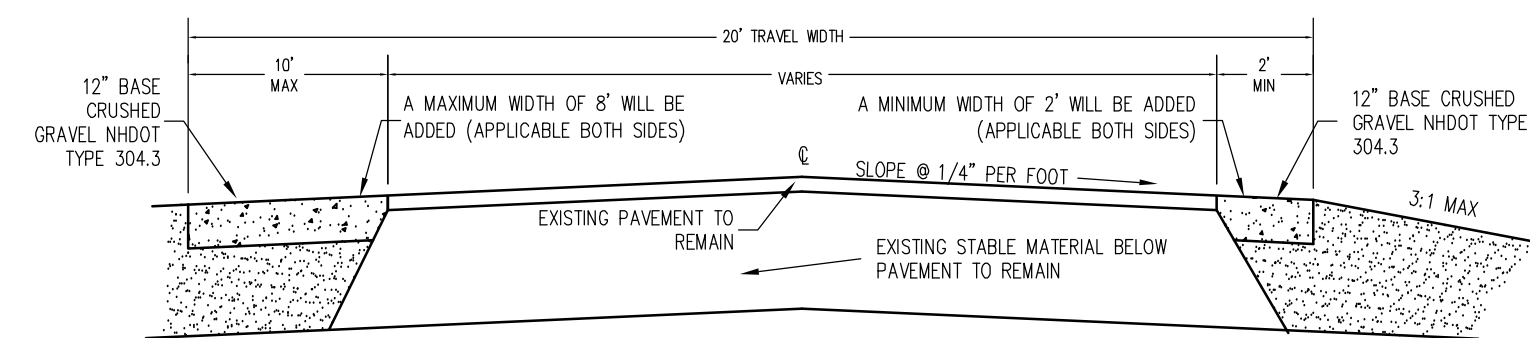 20' TRAVEL WIDTH
10'
MAX
VARIES
2'
MIN
12" BASE
CRUSHED
GRAVEL NHDOT
TYPE 304.3
A MAXIMUM WIDTH OF 8' WILL BE
ADDED (APPLICABLE BOTH SIDES)
A MINIMUM WIDTH OF 2' WILL BE ADDED
(APPLICABLE BOTH SIDES)
12" BASE CRUSHED
GRAVEL NHDOT TYPE
304.3
℄
SLOPE @ 1/4" PER FOOT
3:1 MAX
EXISTING PAVEMENT TO
REMAIN
EXISTING STABLE MATERIAL BELOW
PAVEMENT TO REMAIN